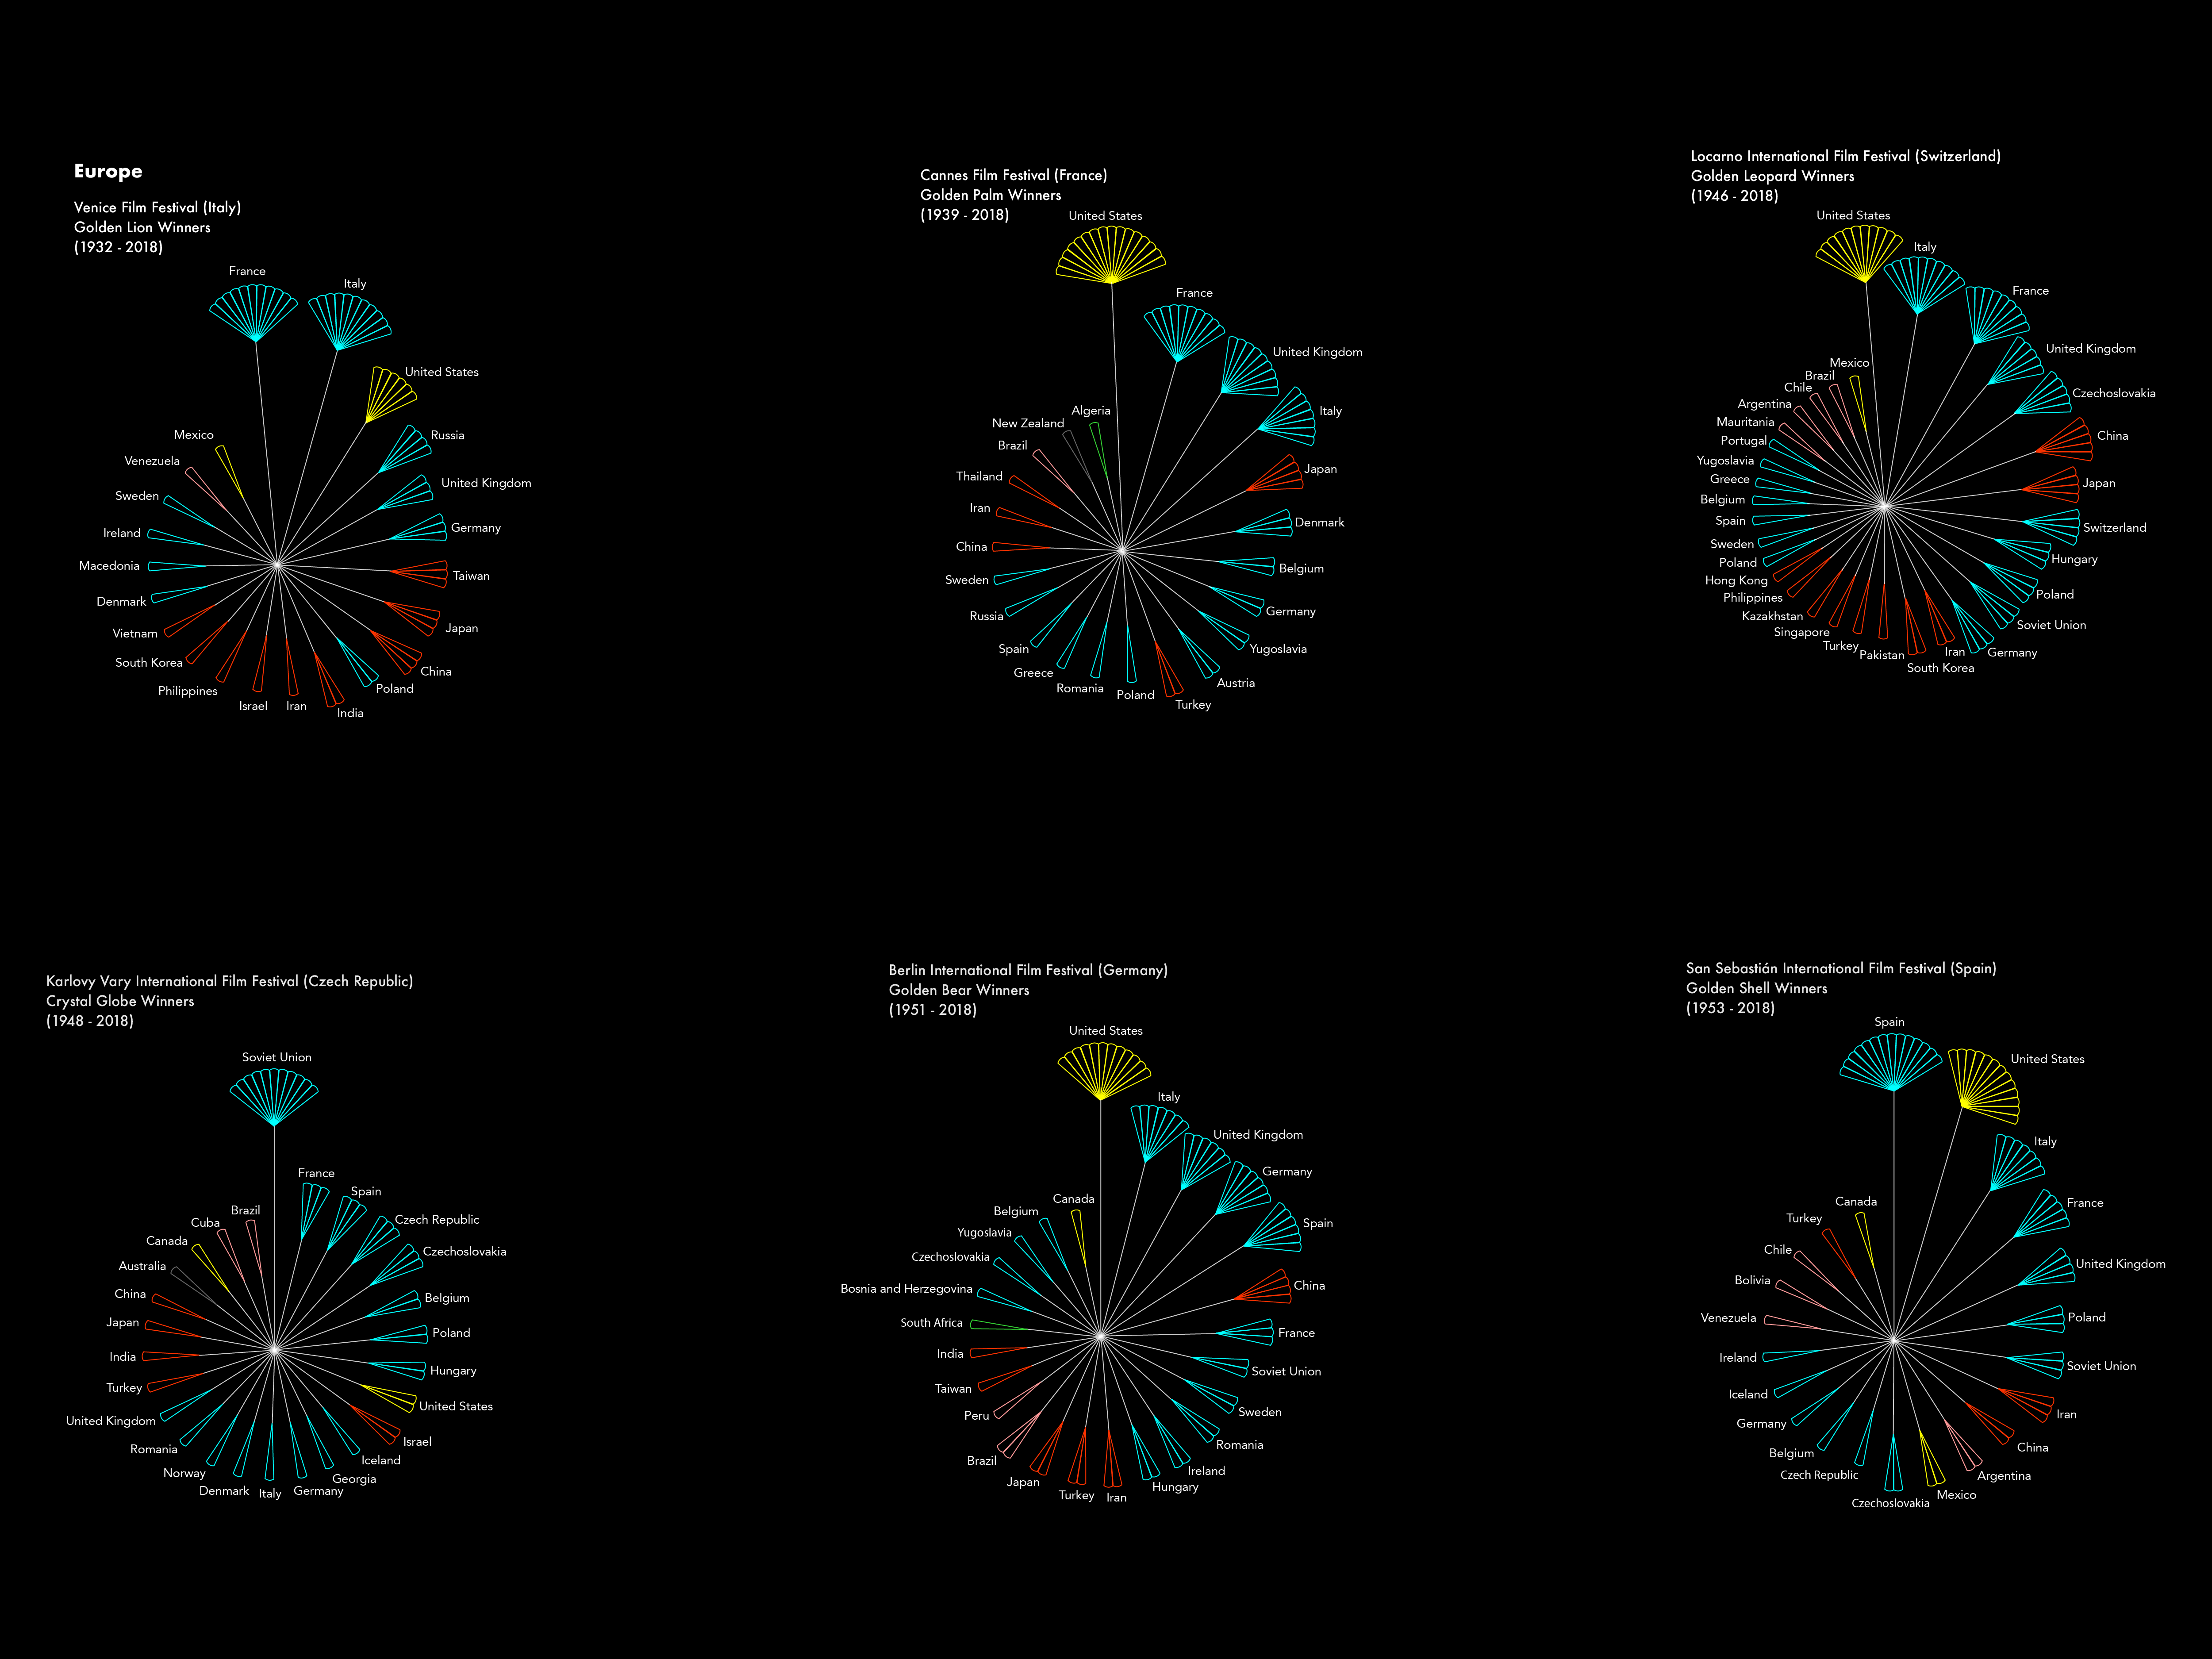 Europe
Venice Film Festival (Italy)
Golden Lion Winners
(1932 - 2018)
France
Italy
United States
Russia
United Kingdom
Germany
Taiwan
Japan
China
Poland
India
Iran
Israel
Philippines
South Korea
Vietnam
Denmark
Macedonia
Ireland
Sweden
Venezuela
Mexico
Cannes Film Festival (France)
Golden Palm Winners
(1939 - 2018)
United States
France
United Kingdom
Italy
Japan
Denmark
Belgium
Germany
Yugoslavia
Austria
Turkey
Poland
Romania
Greece
Spain
Russia
Sweden
China
Iran
Thailand
Brazil
New Zealand
Algeria
Locarno International Film Festival (Switzerland)
Golden Leopard Winners
(1946 - 2018)
United States
Italy
France
United Kingdom
Czechoslovakia
China
Japan
Switzerland
Hungary
Poland
Soviet Union
Germany
Iran
South Korea
Pakistan
Turkey
Singapore
Kazakhstan
Philippines
Hong Kong
Poland
Sweden
Spain
Belgium
Greece
Yugoslavia
Portugal
Mauritania
Argentina
Chile
Brazil
Mexico
Karlovy Vary International Film Festival (Czech Republic)
Crystal Globe Winners
(1948 - 2018)
Soviet Union
France
Spain
Czech Republic
Czechoslovakia
Belgium
Poland
Hungary
United States
Israel
Iceland
Georgia
Germany
Italy
Denmark
Norway
Romania
United Kingdom
Turkey
India
Japan
China
Australia
Canada
Cuba
Brazil
Berlin International Film Festival (Germany)
Golden Bear Winners
(1951 - 2018)
United States
Italy
United Kingdom
Germany
Spain
China
France
Soviet Union
Sweden
Romania
Ireland
Hungary
Iran
Turkey
Japan
Brazil
Peru
Taiwan
India
South Africa
Bosnia and Herzegovina
Czechoslovakia
Yugoslavia
Belgium
Canada
San Sebastián International Film Festival (Spain)
Golden Shell Winners
(1953 - 2018)
Spain
United States
Italy
France
United Kingdom
Poland
Soviet Union
Iran
China
Argentina
Mexico
Czechoslovakia
Czech Republic
Belgium
Germany
Iceland
Ireland
Venezuela
Bolivia
Chile
Turkey
Canada